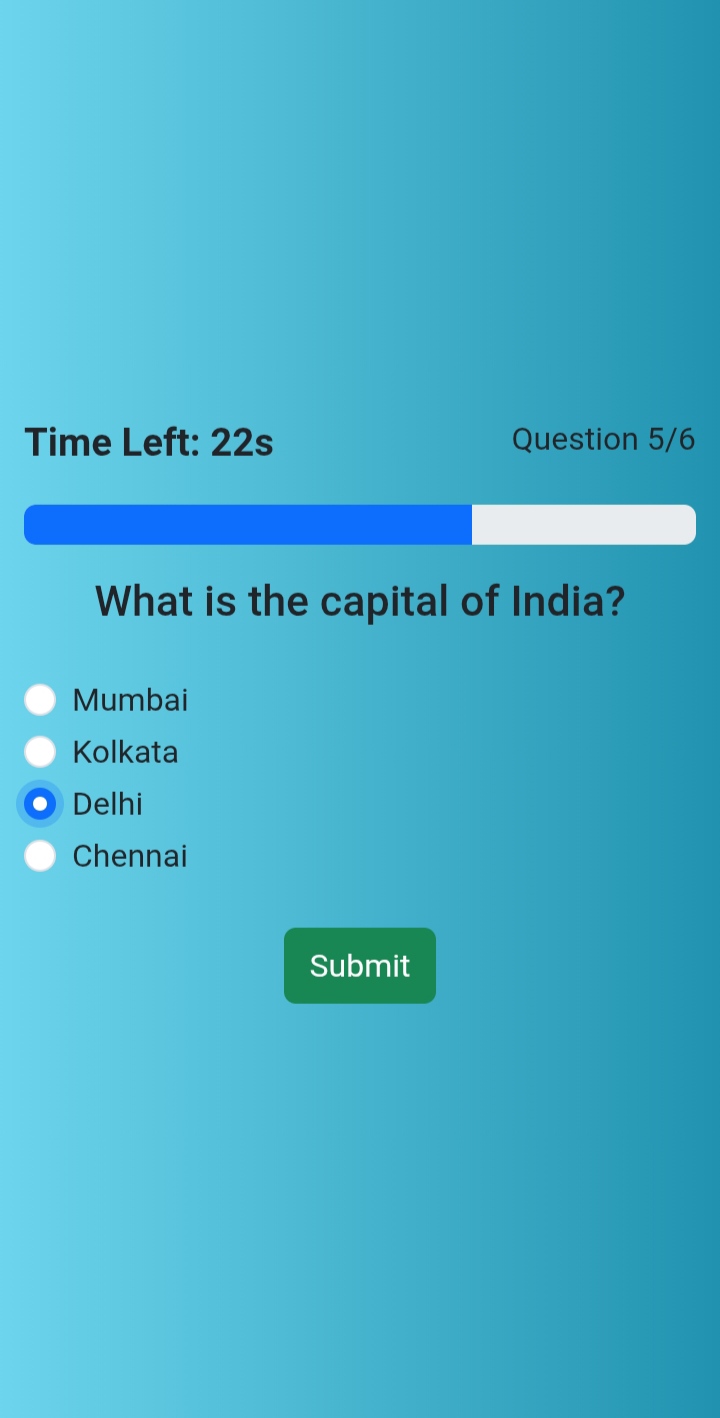 Time Left: 22s
Question 5/6
What is the capital of India?
Mumbai
Kolkata
Delhi
Chennai
Submit